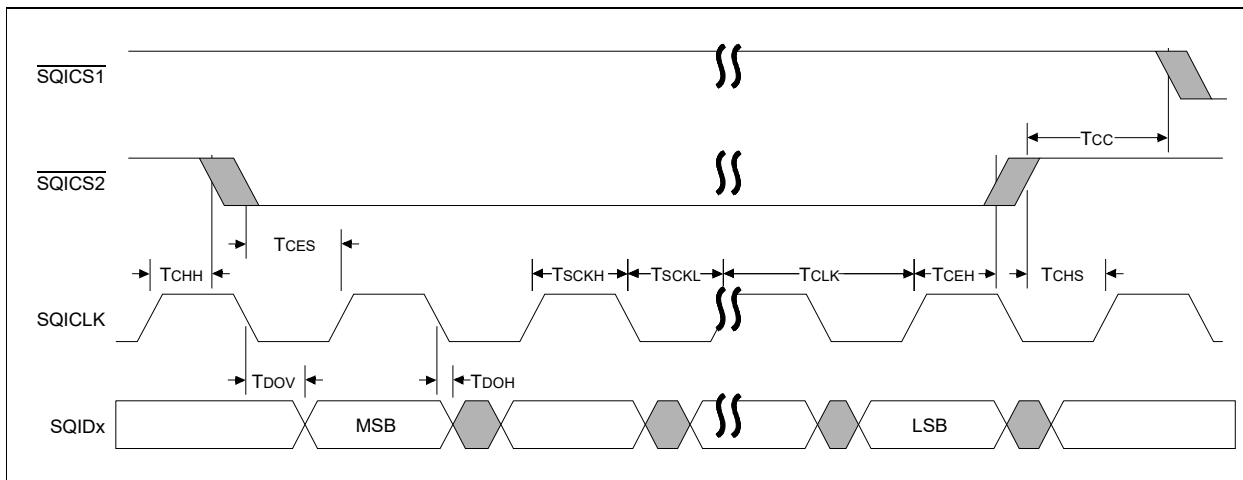 SQICS1
TCC
SQICS2
TCES
TCHH
TSCKH
TSCKL
TCLK
TCEH
TCHS
SQICLK
TDOV
TDOH
SQIDx
MSB
LSB